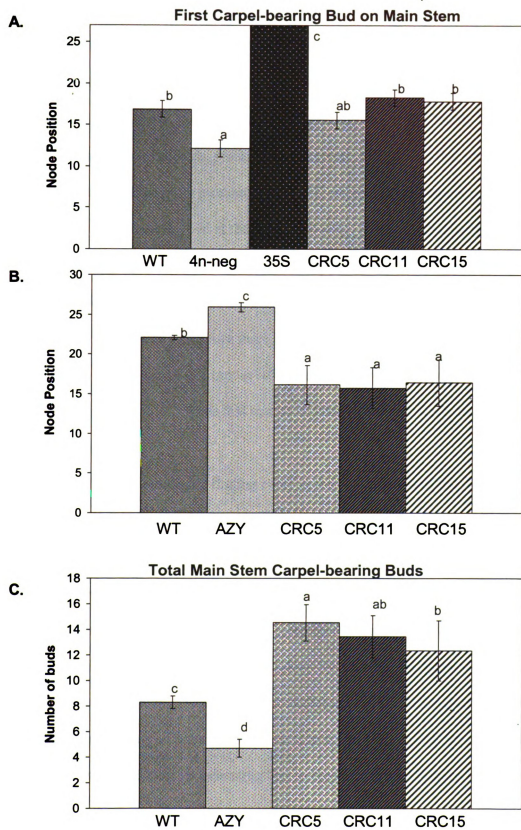 First Carpel-bearing Bud on Main Stem
A.
Node Position
25
20
15
10
5
0
b
a
c
ab
b
b
WT 4n-neg 35S CRC5 CRC11 CRC15
B.
Node Position
30
25
20
15
10
5
0
b
c
a
a
a
WT AZY CRC5 CRC11 CRC15
Total Main Stem Carpel-bearing Buds
C.
Number of buds
18
16
14
12
10
8
6
4
2
0
c
d
a
ab
b
WT AZY CRC5 CRC11 CRC15